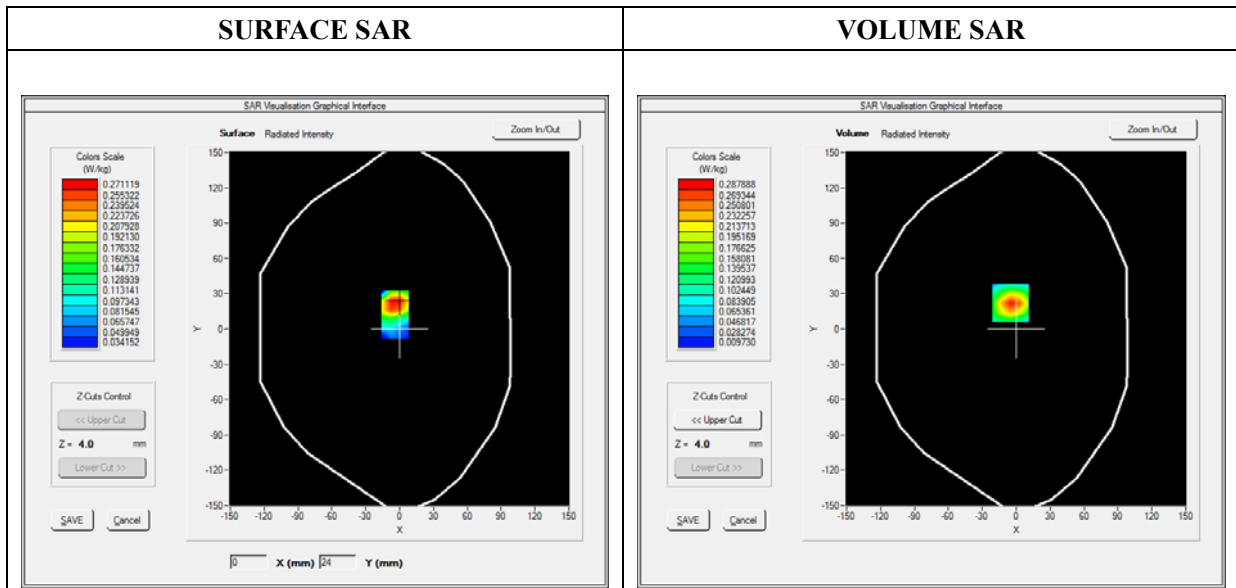 SURFACE SAR
VOLUME SAR
SAR Visualisation Graphical Interface
Surface Radiated Intensity
Zoom In/Out
Colors Scale
(W/kg)
0.271119
0.255322
0.239524
0.223726
0.207928
0.192130
0.176332
0.160534
0.144737
0.128939
0.113141
0.097343
0.081545
0.065747
0.049949
0.034152
Z-Cuts Control
<< Upper Cut
Z = 4.0 mm
Lower Cut >>
SAVE Cancel
150
120
90
60
30
0
-30
-60
-90
-120
-150
Y
-150 -120 -90 -60 -30 0 30 60 90 120 150
X
0 X (mm) 24 Y (mm)
SAR Visualisation Graphical Interface
Volume Radiated Intensity
Zoom In/Out
Colors Scale
(W/kg)
0.287888
0.269344
0.250801
0.232257
0.213713
0.195169
0.176625
0.158081
0.139537
0.120993
0.102449
0.083905
0.065361
0.046817
0.028274
0.009730
Z-Cuts Control
<< Upper Cut
Z = 4.0 mm
Lower Cut >>
SAVE Cancel
150
120
90
60
30
0
-30
-60
-90
-120
-150
Y
-150 -120 -90 -60 -30 0 30 60 90 120 150
X